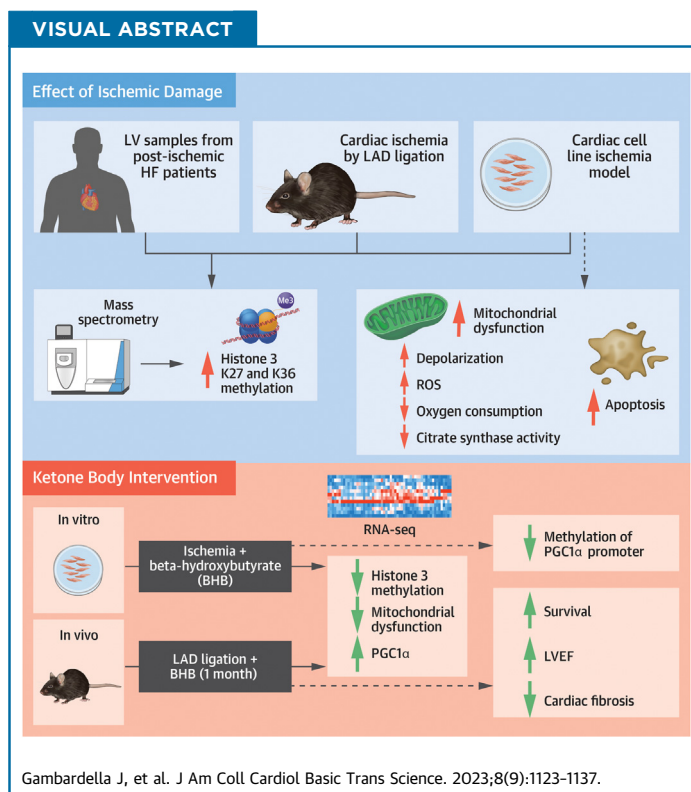 VISUAL ABSTRACT
Effect of Ischemic Damage
LV samples from
post-ischemic
HF patients
Cardiac ischemia
by LAD ligation
Cardiac cell
line ischemia
model
Mass
spectrometry
Me3
Histone 3
K27 and K36
methylation
Mitochondrial
dysfunction
Depolarization
ROS
Oxygen consumption
Citrate synthase activity
Apoptosis
Ketone Body Intervention
In vitro
Ischemia +
beta-hydroxybutyrate
(BHB)
RNA-seq
Methylation of
PGC1α promoter
Histone 3
methylation
Mitochondrial
dysfunction
PGC1α
In vivo
LAD ligation +
BHB (1 month)
Survival
LVEF
Cardiac fibrosis
Gambardella J, et al. J Am Coll Cardiol Basic Trans Science. 2023;8(9):1123-1137.